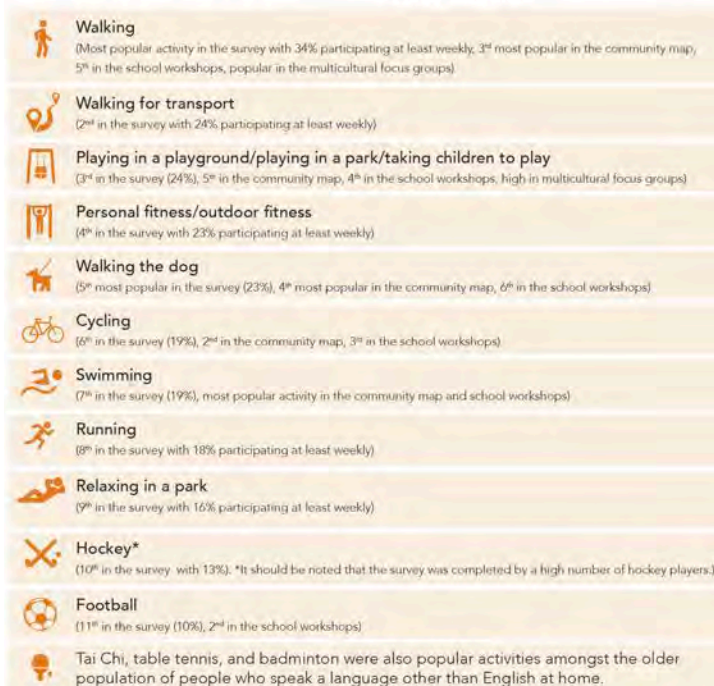 Walking
(Most popular activity in the survey with 34% participating at least weekly, 3rd most popular in the community map,
5th in the school workshops, popular in the multicultural focus groups)
Walking for transport
(2nd in the survey with 24% participating at least weekly)
Playing in a playground/playing in a park/taking children to play
(3rd in the survey (24%), 5th in the community map, 4th in the school workshops, high in multicultural focus groups)
Personal fitness/outdoor fitness
(4th in the survey with 23% participating at least weekly)
Walking the dog
(5th most popular in the survey (23%), 4th most popular in the community map, 6th in the school workshops)
Cycling
(6th in the survey (19%), 2nd in the community map, 3rd in the school workshops)
Swimming
(7th in the survey (19%), most popular activity in the community map and school workshops)
Running
(8th in the survey with 18% participating at least weekly)
Relaxing in a park
(9th in the survey with 16% participating at least weekly)
Hockey*
(10th in the survey with 13%). *It should be noted that the survey was completed by a high number of hockey players.)
Football
(11th in the survey (10%), 2nd in the school workshops)
Tai Chi, table tennis, and badminton were also popular activities amongst the older
population of people who speak a language other than English at home.